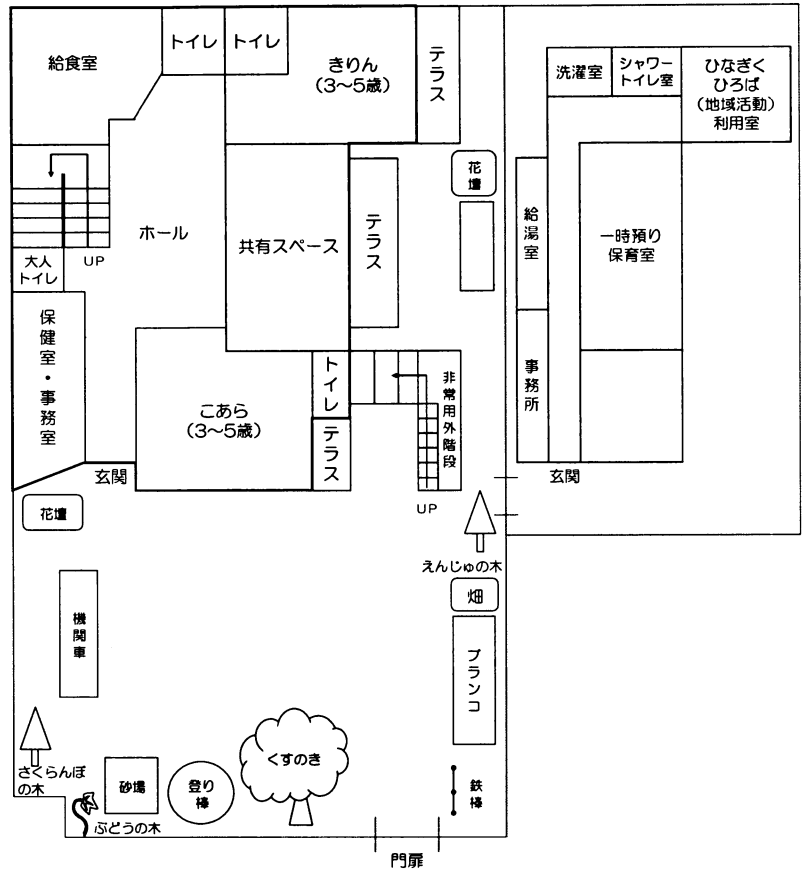 給食室
トイレ
トイレ
きりん
(3〜5歳)
テラス
洗濯室
シャワー
トイレ室
ひなぎく
ひろば
(地域活動)
利用室
花壇
ホール
共有スペース
テラス
給湯室
一時預り
保育室
UP
大人
トイレ
保健室・事務室
こあら
(3〜5歳)
トイレ
テラス
非常用外階段
事務所
玄関
玄関
UP
花壇
えんじゅの木
畑
機関車
ブランコ
さくらんぼ
の木
砂場
登り
棒
くすのき
鉄棒
ぶどうの木
門扉